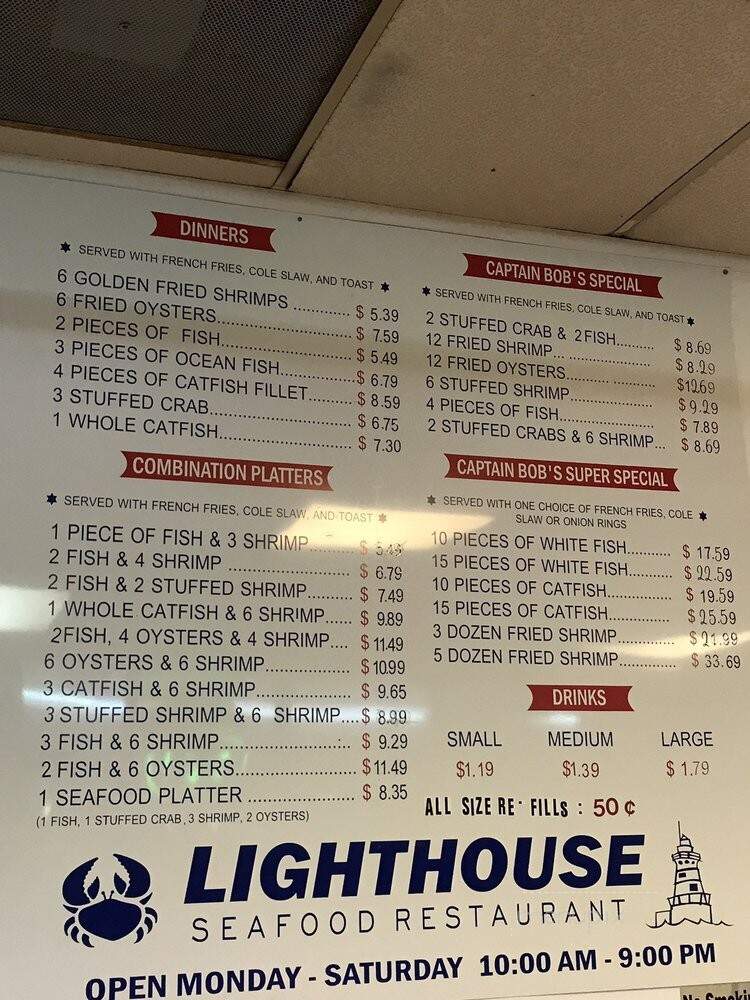 DINNERS
✶ SERVED WITH FRENCH FRIES, COLE SLAW, AND TOAST ✶
6 GOLDEN FRIED SHRIMPS ............ $ 5.39
6 FRIED OYSTERS............................ $ 7.59
2 PIECES OF FISH........................... $ 5.49
3 PIECES OF OCEAN FISH............... $ 6.79
4 PIECES OF CATFISH FILLET......... $ 8.59
3 STUFFED CRAB............................ $ 6.75
1 WHOLE CATFISH.......................... $ 7.30
COMBINATION PLATTERS
✶ SERVED WITH FRENCH FRIES, COLE SLAW, AND TOAST ✶
1 PIECE OF FISH & 3 SHRIMP.......... $ 5.49
2 FISH & 4 SHRIMP ......................... $ 6.79
2 FISH & 2 STUFFED SHRIMP......... $ 7.49
1 WHOLE CATFISH & 6 SHRIMP...... $ 9.89
2FISH, 4 OYSTERS & 4 SHRIMP.... $ 11.49
6 OYSTERS & 6 SHRIMP.................. $ 10.99
3 CATFISH & 6 SHRIMP.................... $ 9.65
3 STUFFED SHRIMP & 6 SHRIMP.... $ 8.99
3 FISH & 6 SHRIMP.......................... $ 9.29
2 FISH & 6 OYSTERS....................... $ 11.49
1 SEAFOOD PLATTER ..................... $ 8.35
(1 FISH, 1 STUFFED CRAB, 3 SHRIMP, 2 OYSTERS)
CAPTAIN BOB'S SPECIAL
✶ SERVED WITH FRENCH FRIES, COLE SLAW, AND TOAST ✶
2 STUFFED CRAB & 2 FISH.......... $ 8.69
12 FRIED SHRIMP...................... $ 8.29
12 FRIED OYSTERS.................... $12.69
6 STUFFED SHRIMP................... $ 9.29
4 PIECES OF FISH...................... $ 7.89
2 STUFFED CRABS & 6 SHRIMP... $ 8.69
CAPTAIN BOB'S SUPER SPECIAL
✶ SERVED WITH ONE CHOICE OF FRENCH FRIES, COLE ✶
SLAW OR ONION RINGS
10 PIECES OF WHITE FISH.......... $ 17.59
15 PIECES OF WHITE FISH.......... $ 22.59
10 PIECES OF CATFISH............... $ 19.59
15 PIECES OF CATFISH............... $ 25.59
3 DOZEN FRIED SHRIMP............. $ 21.99
5 DOZEN FRIED SHRIMP............. $ 33.69
DRINKS
SMALL MEDIUM LARGE
$1.19 $1.39 $ 1.79
ALL SIZE RE- FILLS : 50 ¢
LIGHTHOUSE
SEAFOOD RESTAURANT
OPEN MONDAY - SATURDAY 10:00 AM - 9:00 PM